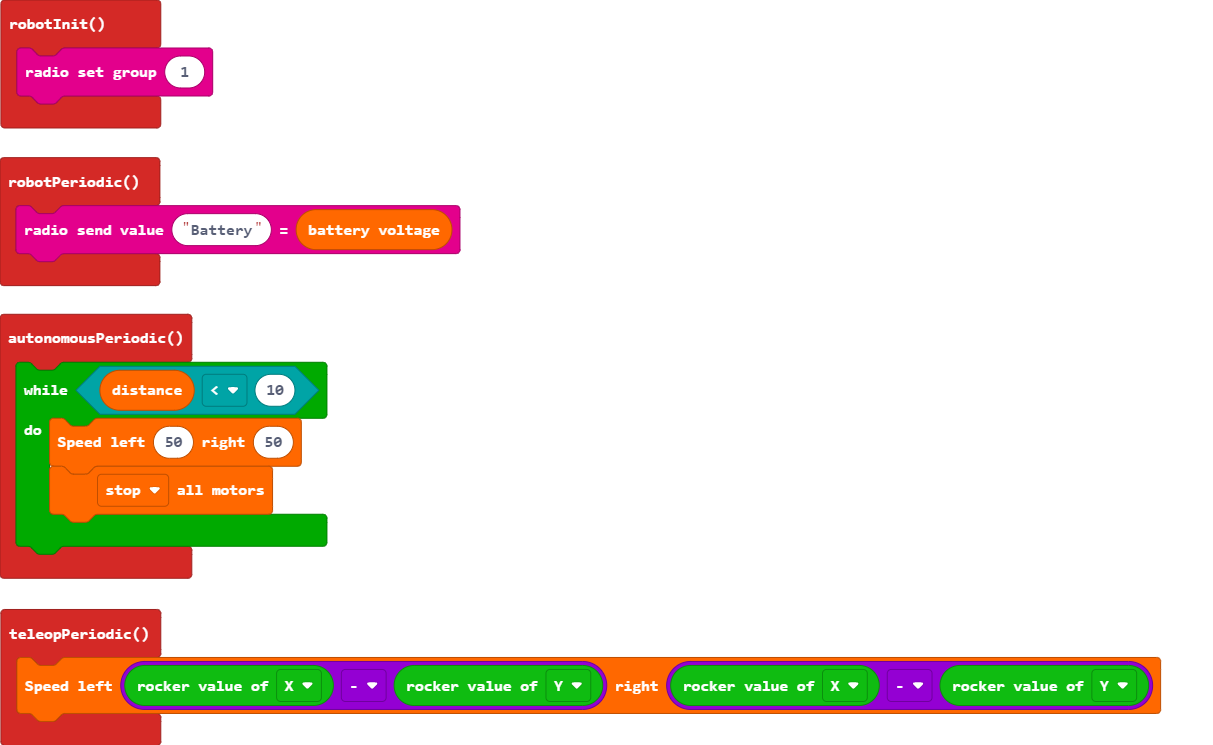 robotInit()
radio set group 1
robotPeriodic()
radio send value "Battery" = battery voltage
autonomousPeriodic()
while distance < 10
do
Speed left 50 right 50
stop all motors
teleopPeriodic()
Speed left rocker value of X - rocker value of Y right rocker value of X - rocker value of Y